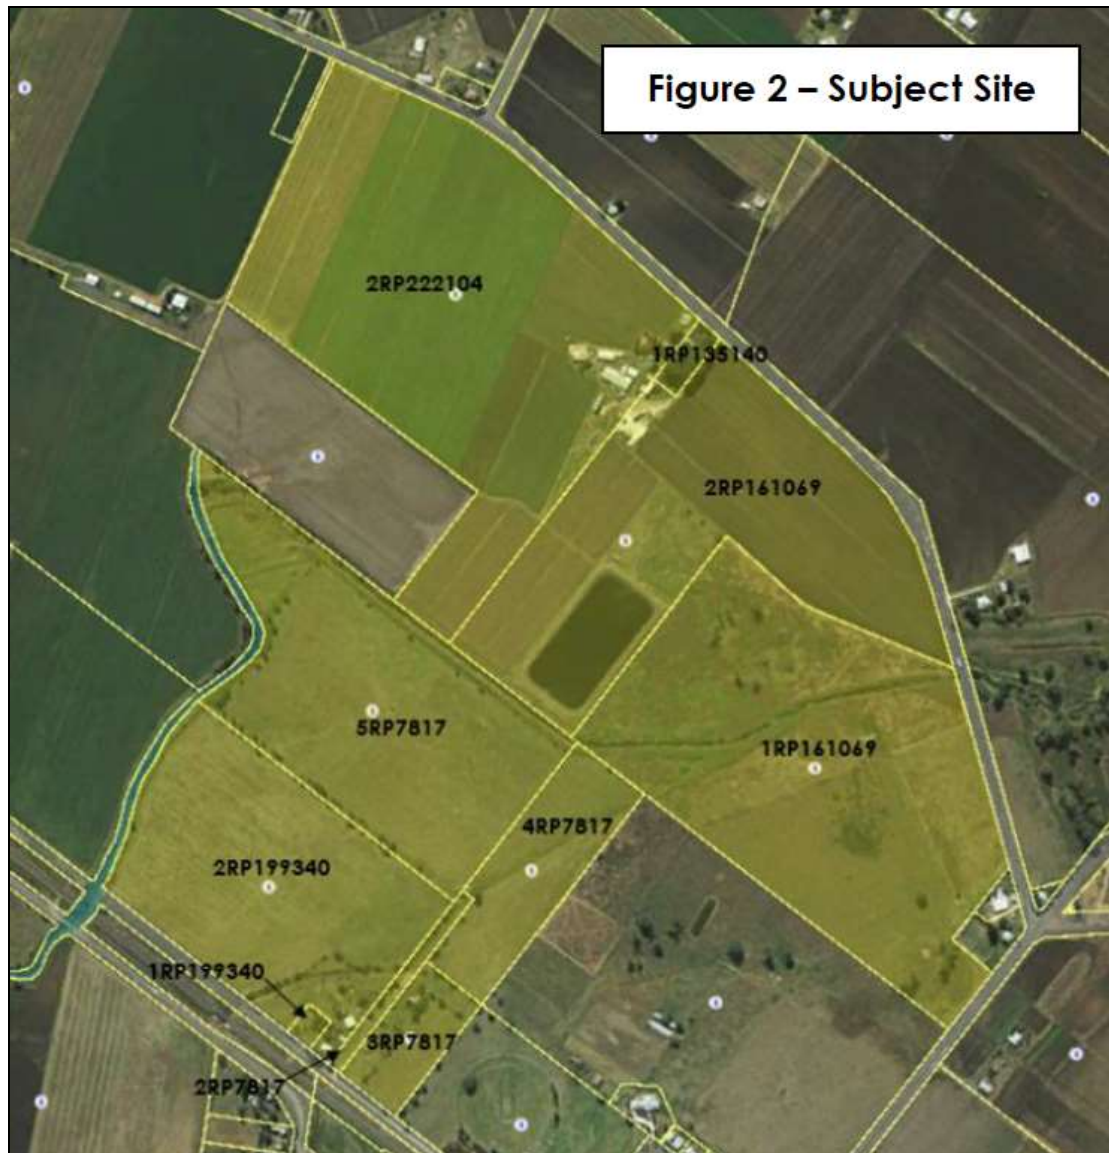 Figure 2 – Subject Site
2RP222104
1RP135140
2RP161069
5RP7817
1RP161069
4RP7817
2RP199340
1RP199340
3RP7817
2RP7817